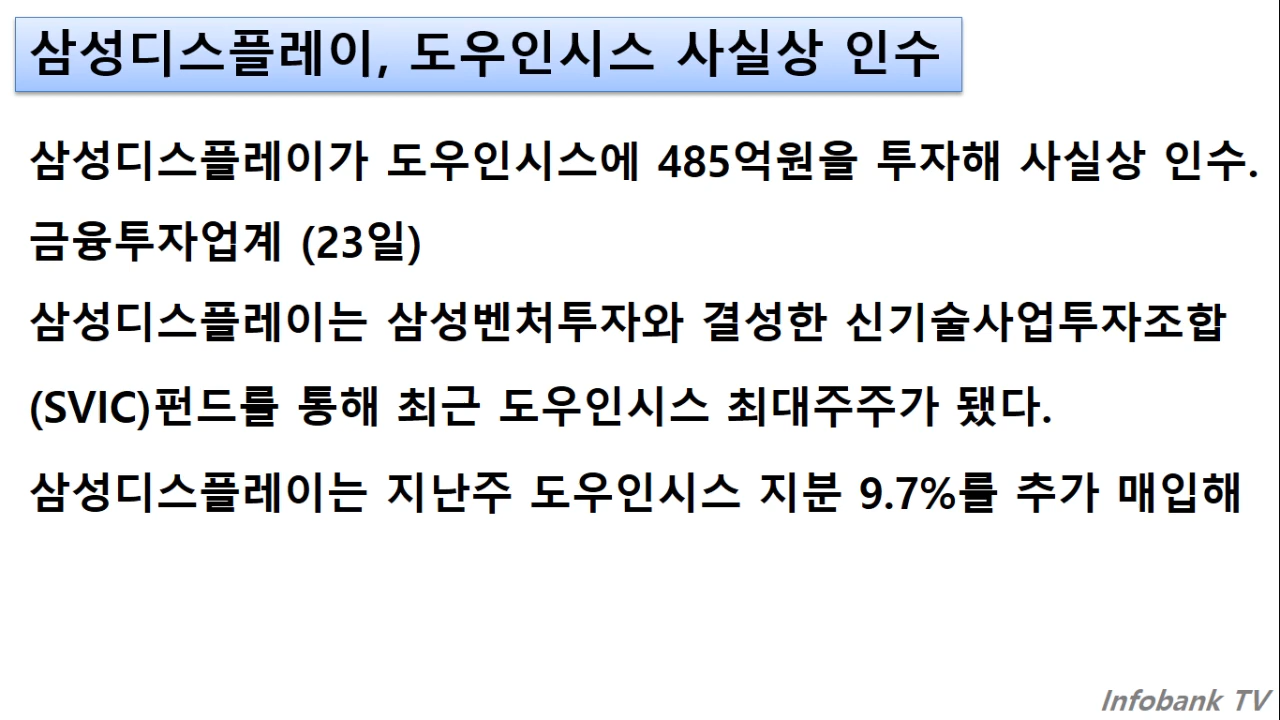 삼성디스플레이, 도우인시스 사실상 인수
삼성디스플레이가 도우인시스에 485억원을 투자해 사실상 인수.
금융투자업계 (23일)
삼성디스플레이는 삼성벤처투자와 결성한 신기술사업투자조합
(SVIC)펀드를 통해 최근 도우인시스 최대주주가 됐다.
삼성디스플레이는 지난주 도우인시스 지분 9.7%를 추가 매입해
Infobank TV